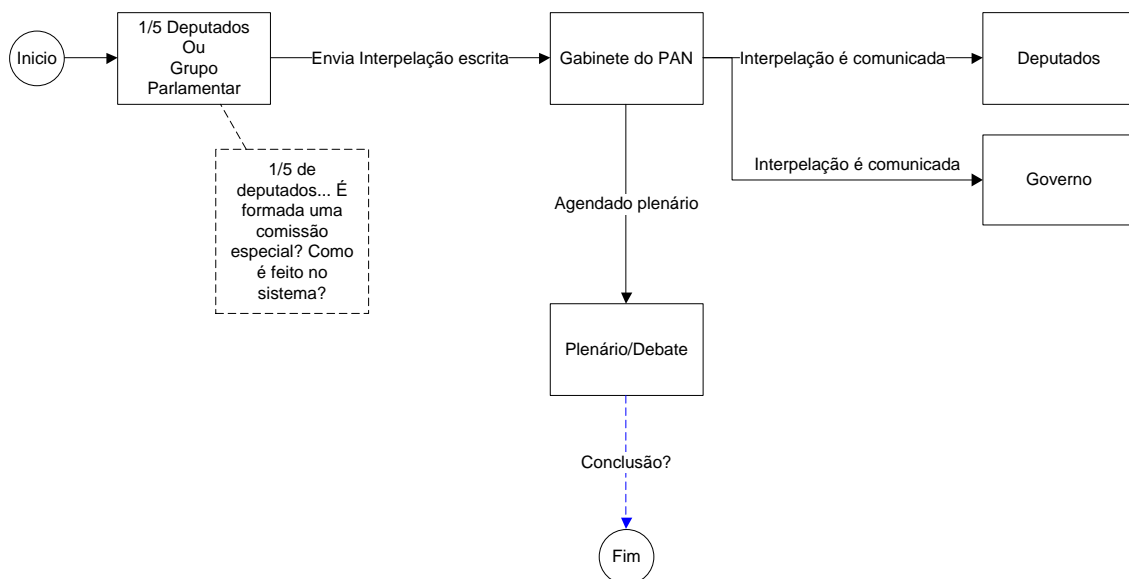 Inicio
1/5 Deputados
Ou
Grupo
Parlamentar
Envia Interpelação escrita
Gabinete do PAN
Interpelação é comunicada
Deputados
Interpelação é comunicada
Governo
1/5 de
deputados... É
formada uma
comissão
especial? Como
é feito no
sistema?
Agendado plenário
Plenário/Debate
Conclusão?
Fim